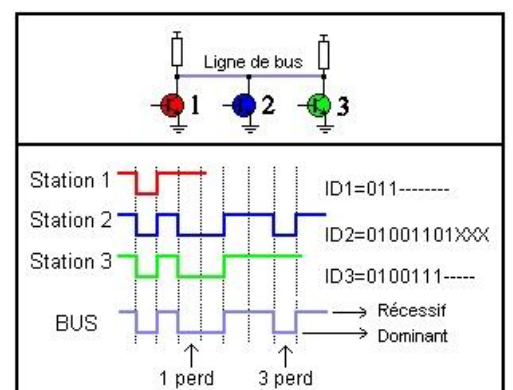 Ligne de bus
1 2 3
Station 1
ID1=011--------
Station 2
ID2=01001101XXX
Station 3
ID3=0100111-----
BUS
Récessif
Dominant
1 perd 3 perd